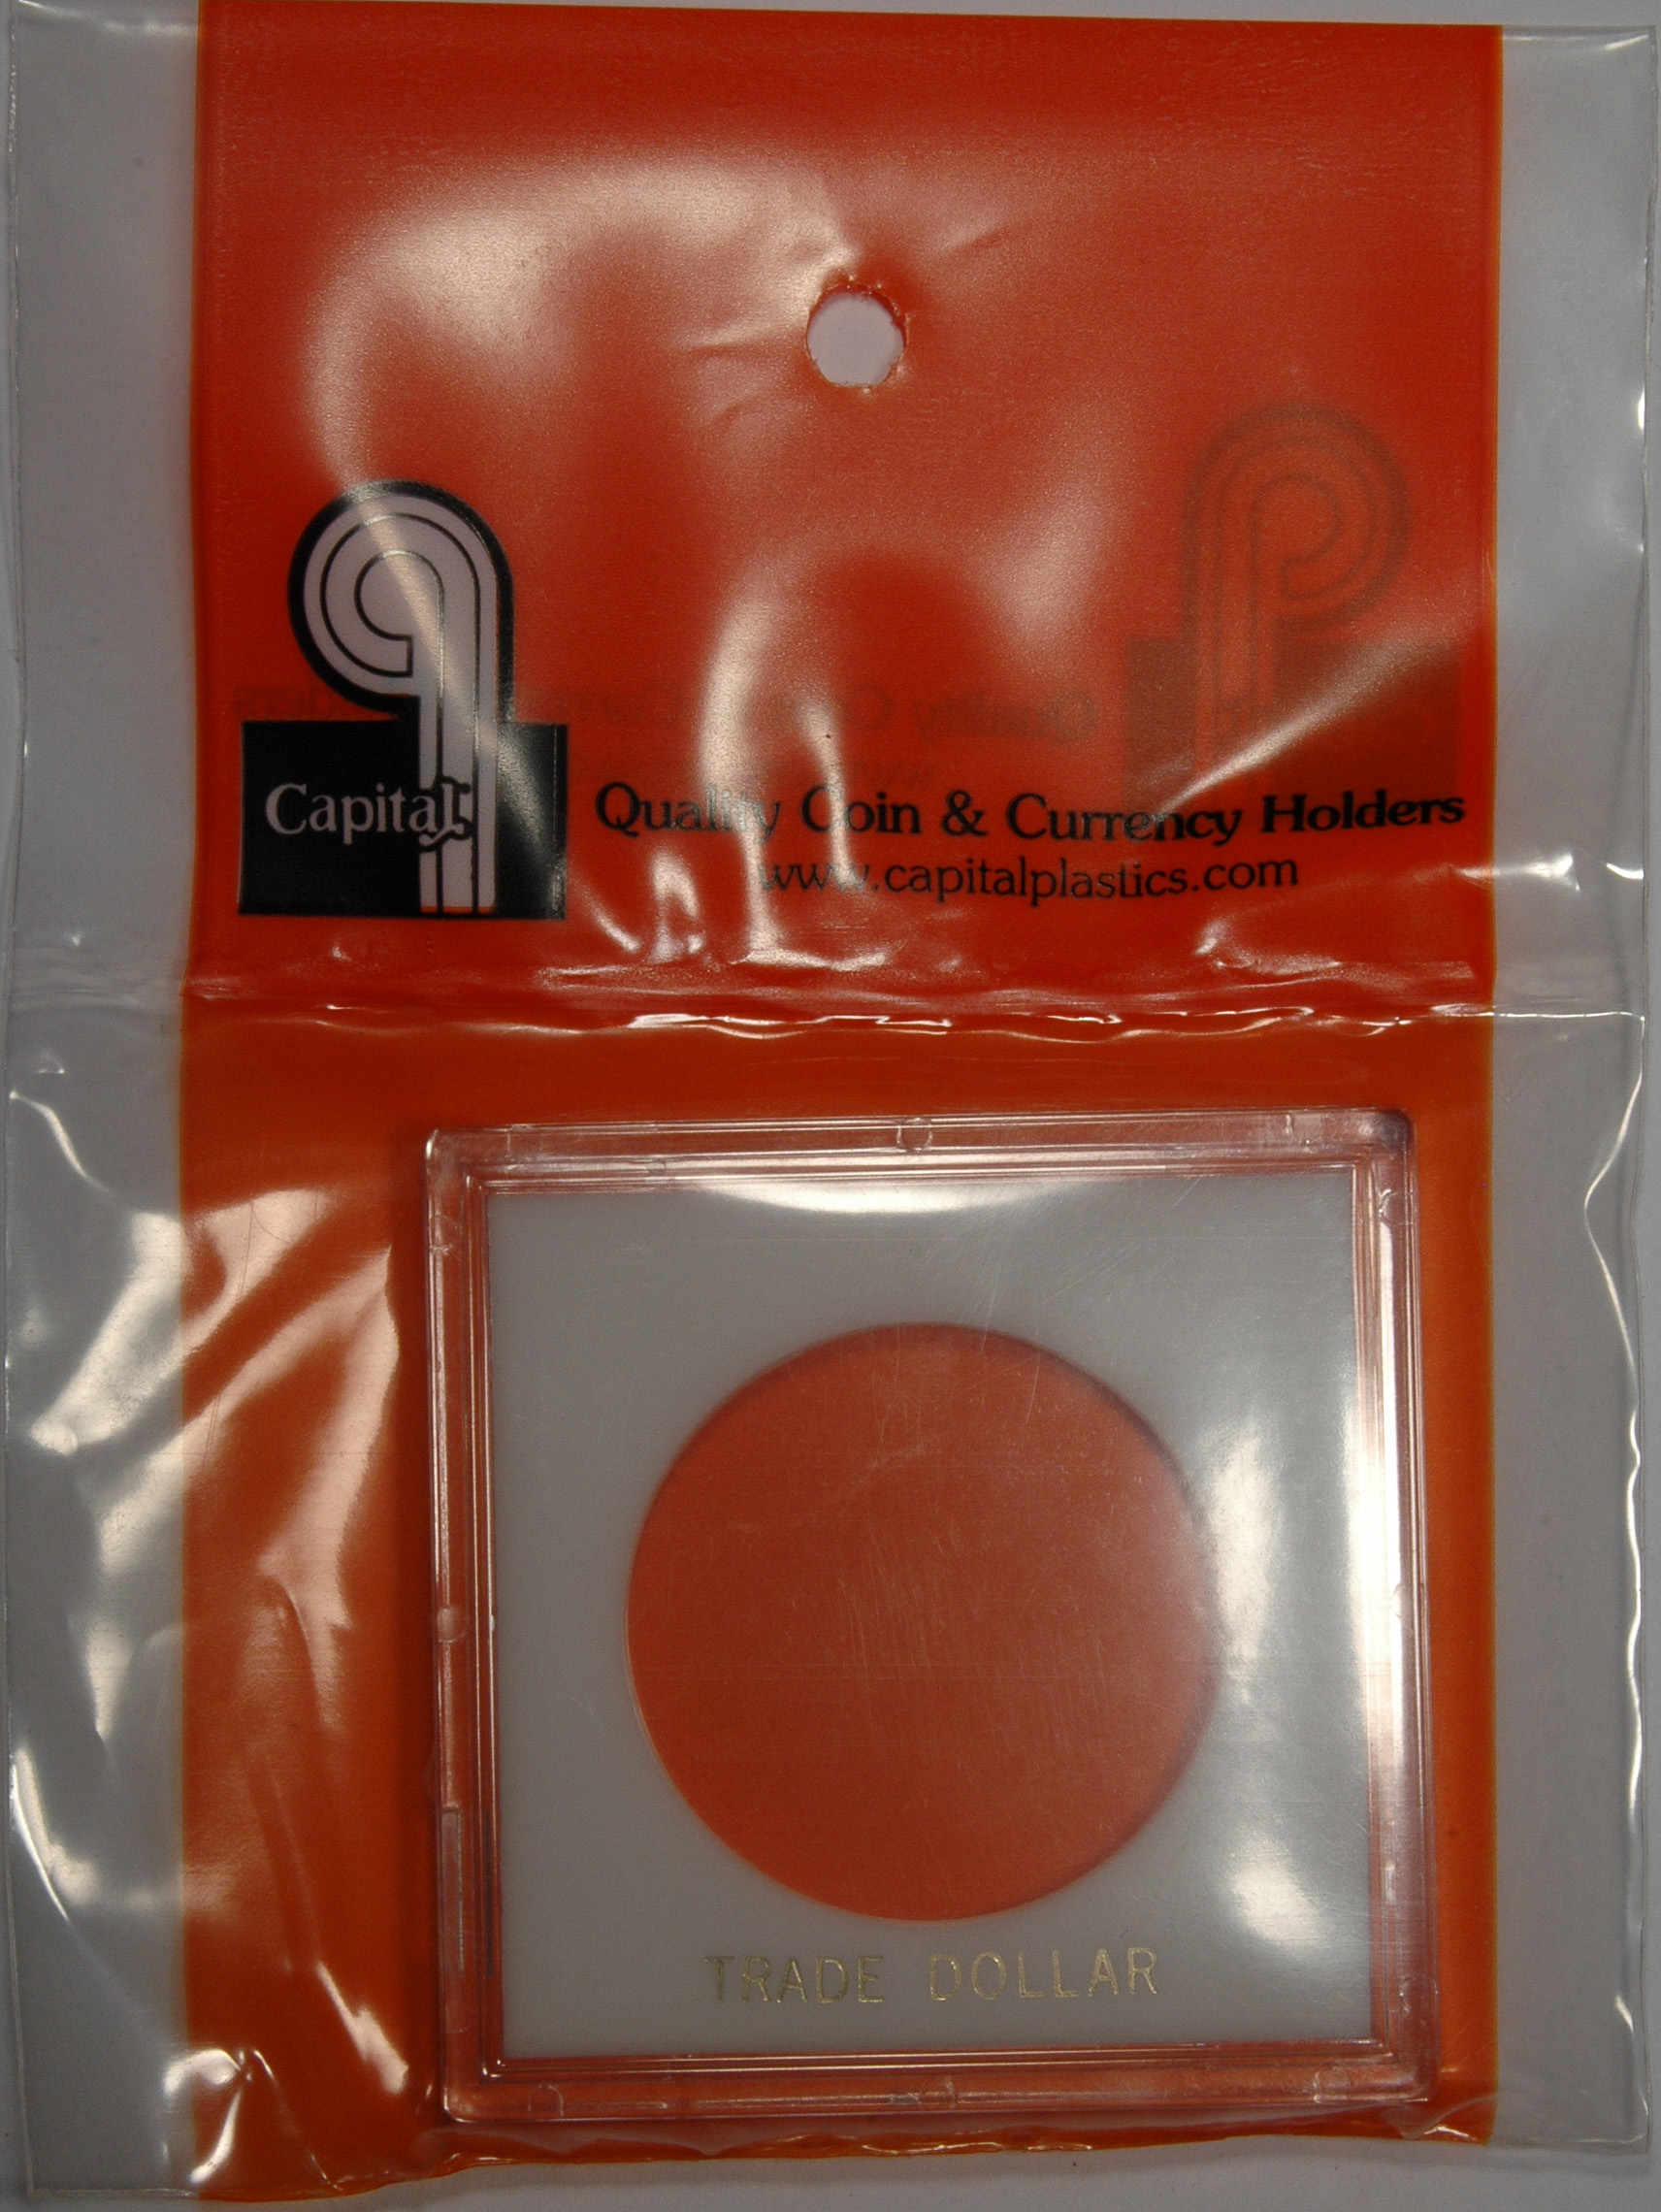 Capital
Quality Coin & Currency Holders
www.capitalplastics.com
TRADE DOLLAR